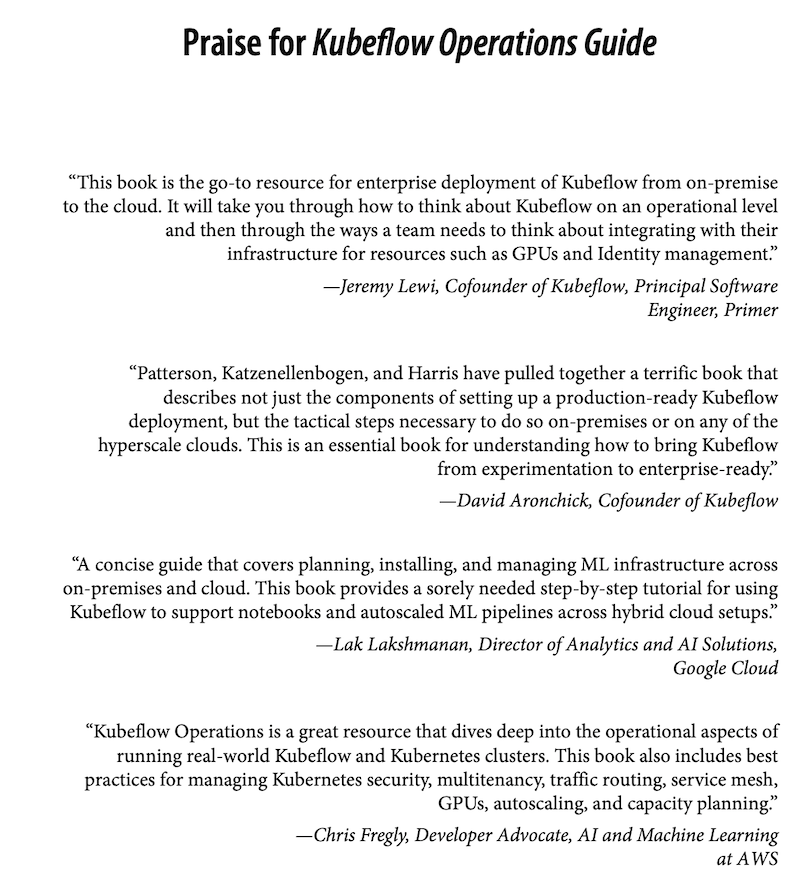 Praise for Kubeflow Operations Guide
“This book is the go-to resource for enterprise deployment of Kubeflow from on-premise
to the cloud. It will take you through how to think about Kubeflow on an operational level
and then through the ways a team needs to think about integrating with their
infrastructure for resources such as GPUs and Identity management.”
—Jeremy Lewi, Cofounder of Kubeflow, Principal Software
Engineer, Primer
“Patterson, Katzenellenbogen, and Harris have pulled together a terrific book that
describes not just the components of setting up a production-ready Kubeflow
deployment, but the tactical steps necessary to do so on-premises or on any of the
hyperscale clouds. This is an essential book for understanding how to bring Kubeflow
from experimentation to enterprise-ready.”
—David Aronchick, Cofounder of Kubeflow
“A concise guide that covers planning, installing, and managing ML infrastructure across
on-premises and cloud. This book provides a sorely needed step-by-step tutorial for using
Kubeflow to support notebooks and autoscaled ML pipelines across hybrid cloud setups.”
—Lak Lakshmanan, Director of Analytics and AI Solutions,
Google Cloud
“Kubeflow Operations is a great resource that dives deep into the operational aspects of
running real-world Kubeflow and Kubernetes clusters. This book also includes best
practices for managing Kubernetes security, multitenancy, traffic routing, service mesh,
GPUs, autoscaling, and capacity planning.”
—Chris Fregly, Developer Advocate, AI and Machine Learning
at AWS